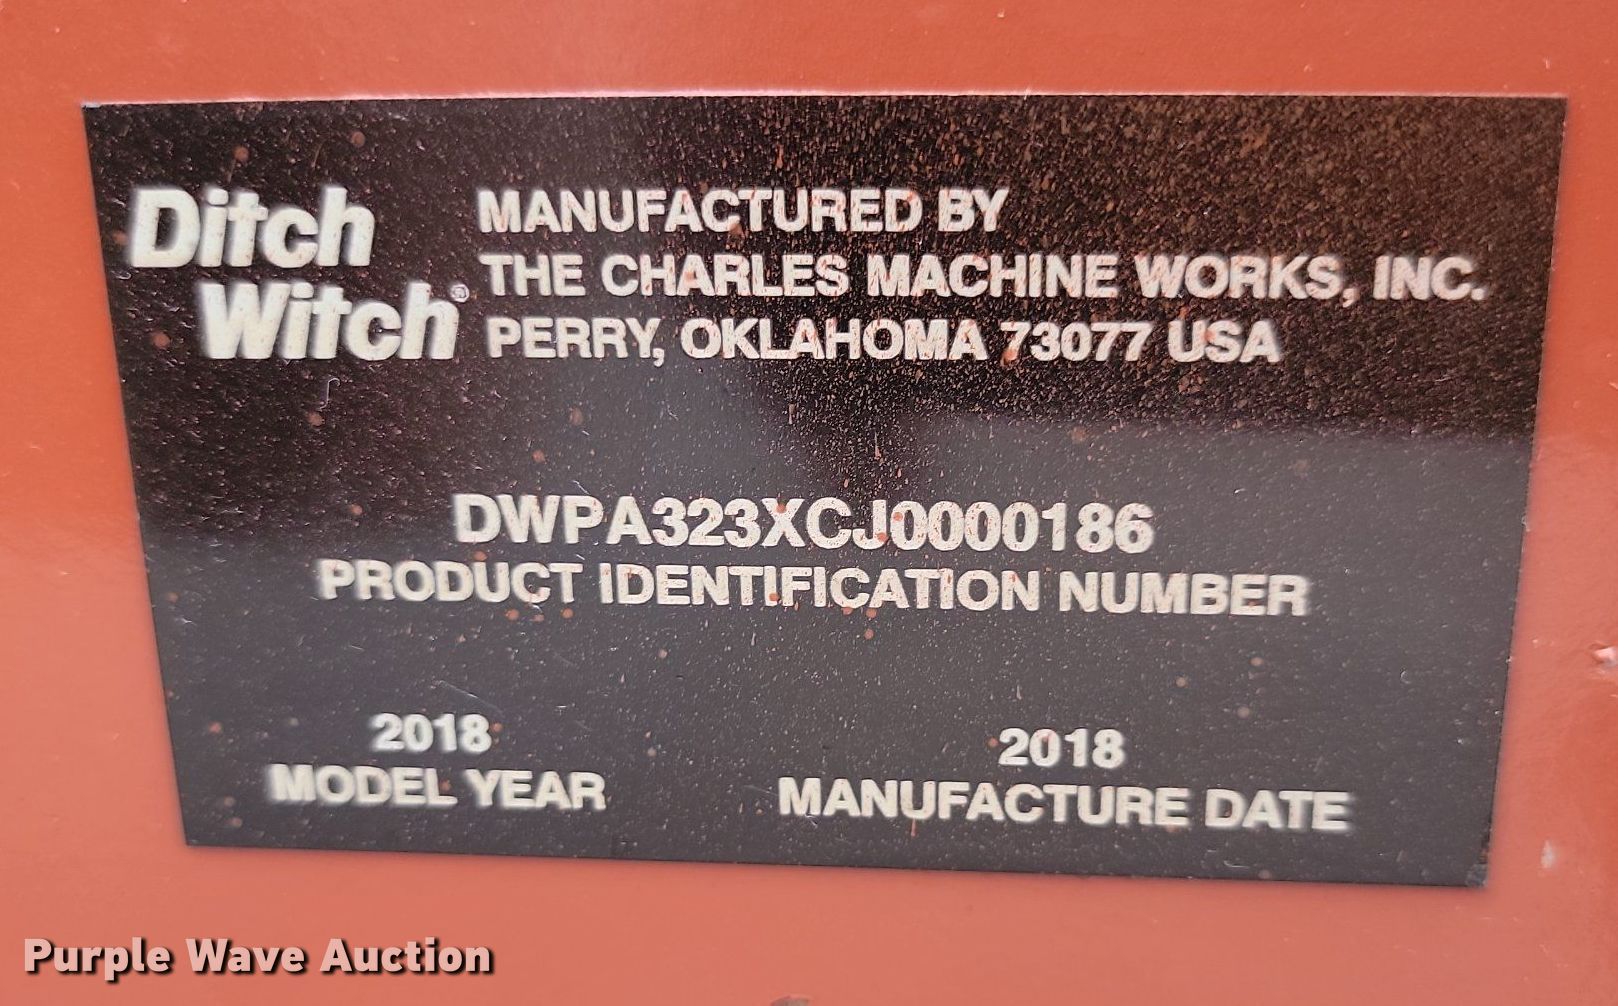 Ditch
Witch®
MANUFACTURED BY
THE CHARLES MACHINE WORKS, INC.
PERRY, OKLAHOMA 73077 USA
DWPA323XCJ0000186
PRODUCT IDENTIFICATION NUMBER
2018
MODEL YEAR
2018
MANUFACTURE DATE
Purple Wave Auction